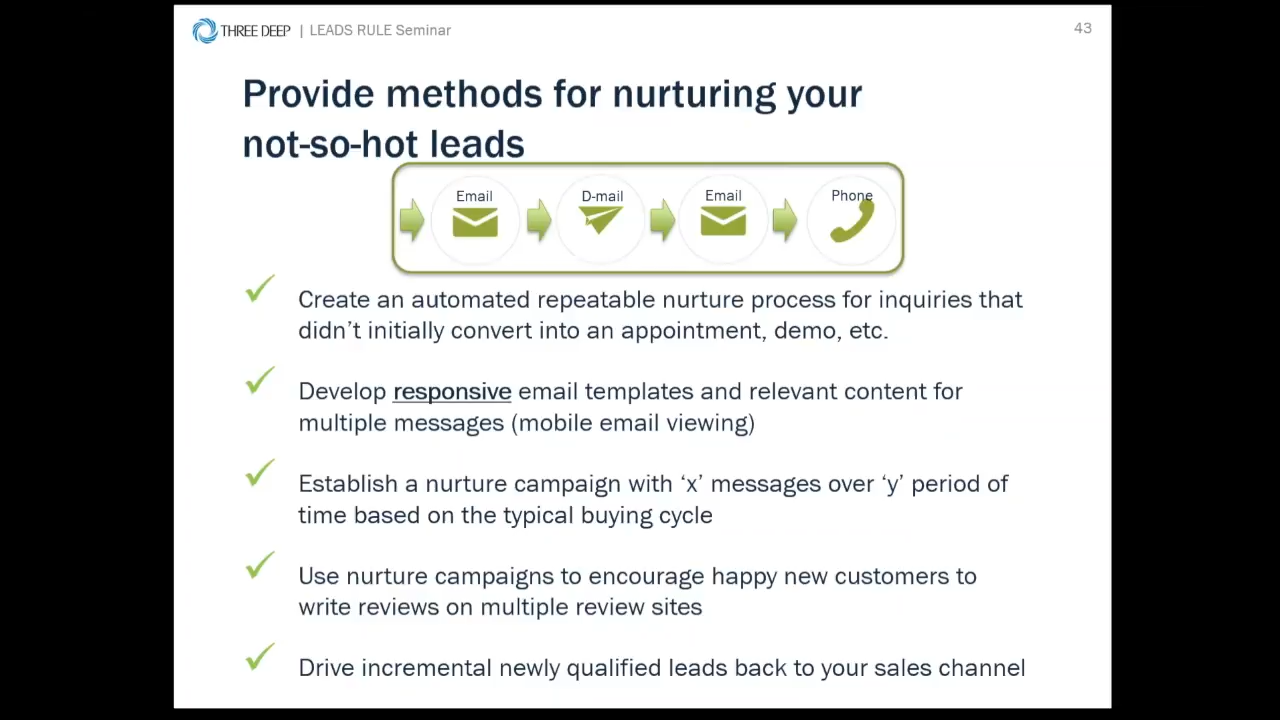 THREE DEEP | LEADS RULE Seminar
43
Provide methods for nurturing your
not-so-hot leads
Email
D-mail
Email
Phone
Create an automated repeatable nurture process for inquiries that
didn’t initially convert into an appointment, demo, etc.
Develop responsive email templates and relevant content for
multiple messages (mobile email viewing)
Establish a nurture campaign with ‘x’ messages over ‘y’ period of
time based on the typical buying cycle
Use nurture campaigns to encourage happy new customers to
write reviews on multiple review sites
Drive incremental newly qualified leads back to your sales channel